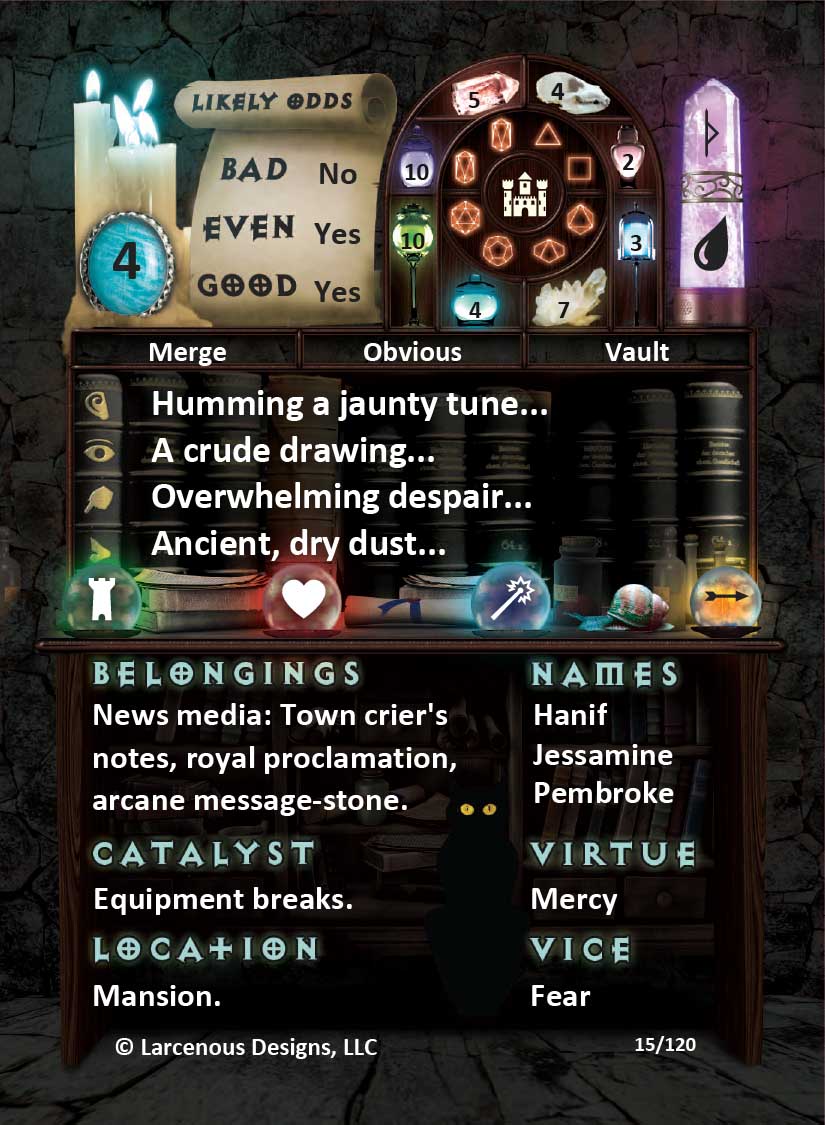 LIKELY ODDS
BAD No
EVEN Yes
GOOD Yes
4
5
4
10
2
10
3
4
7
ᚦ
Merge Obvious Vault
Humming a jaunty tune...
A crude drawing...
Overwhelming despair...
Ancient, dry dust...
BELONGINGS
News media: Town crier's
notes, royal proclamation,
arcane message-stone.
NAMES
Hanif
Jessamine
Pembroke
CATALYST
Equipment breaks.
VIRTUE
Mercy
LOCATION
Mansion.
VICE
Fear
© Larcenous Designs, LLC
15/120